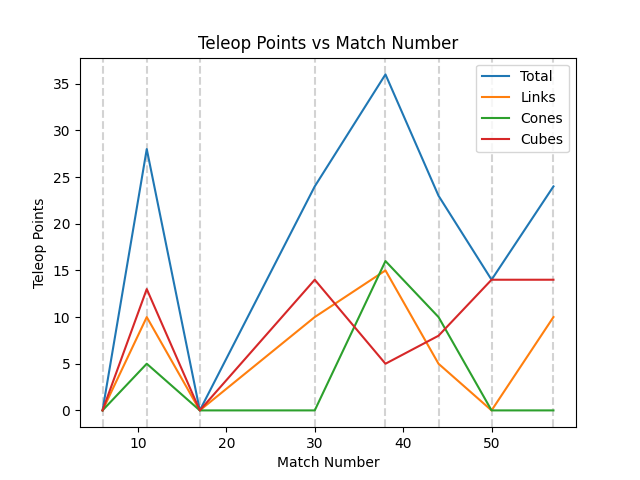 Teleop Points vs Match Number
Total
Links
Cones
Cubes
35
30
25
20
15
10
5
0
Teleop Points
10 20 30 40 50
Match Number